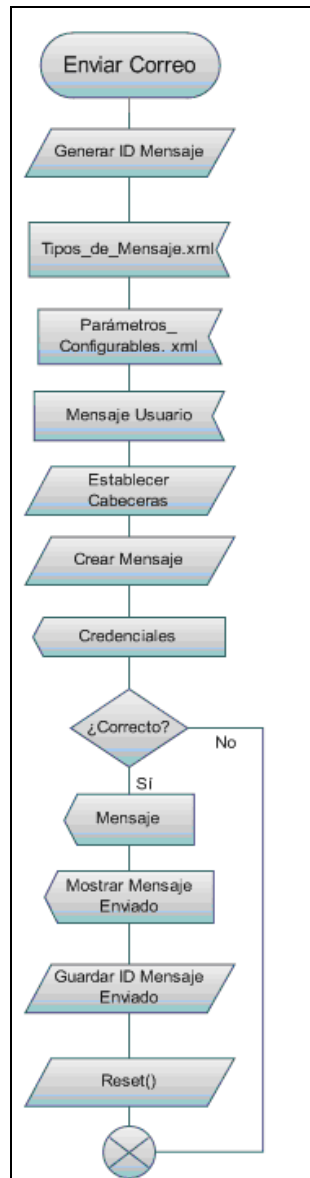 Enviar Correo
Generar ID Mensaje
Tipos_de_Mensaje.xml
Parámetros_
Configurables. xml
Mensaje Usuario
Establecer
Cabeceras
Crear Mensaje
Credenciales
¿Correcto?
No
Sí
Mensaje
Mostrar Mensaje
Enviado
Guardar ID Mensaje
Enviado
Reset()